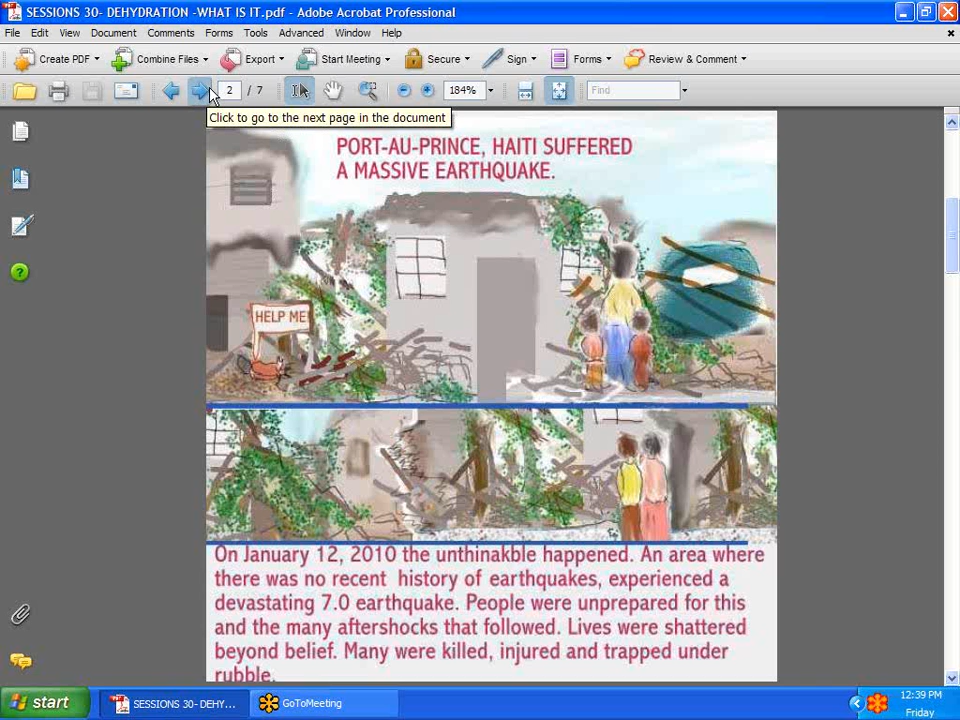 SESSIONS 30- DEHYDRATION -WHAT IS IT.pdf - Adobe Acrobat Professional
File Edit View Document Comments Forms Tools Advanced Window Help
Create PDF Combine Files Export Start Meeting Secure Sign Forms Review & Comment
2 / 7 184% Find
Click to go to the next page in the document
PORT-AU-PRINCE, HAITI SUFFERED
A MASSIVE EARTHQUAKE.
HELP ME!
On January 12, 2010 the unthinakble happened. An area where
there was no recent history of earthquakes, experienced a
devastating 7.0 earthquake. People were unprepared for this
and the many aftershocks that followed. Lives were shattered
beyond belief. Many were killed, injured and trapped under
rubble.
start SESSIONS 30- DEHY... GoToMeeting 12:39 PM
Friday